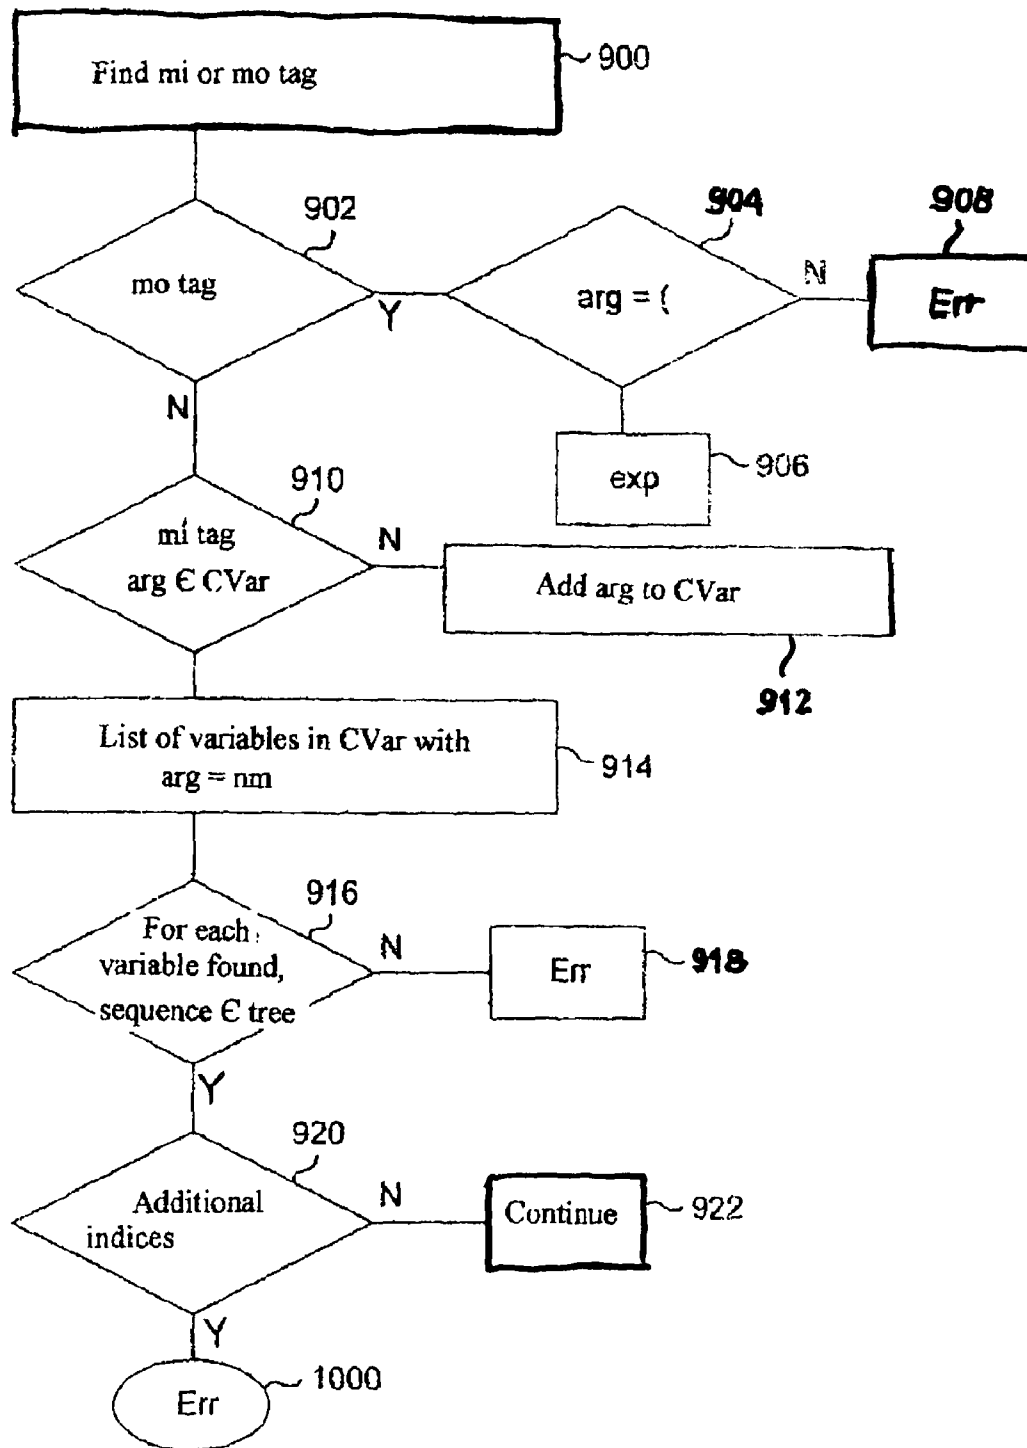 Find mi or mo tag
900
902
mo tag
Y
N
904
arg = (
N
908
Err
exp
906
910
mi tag
arg Є CVar
N
Add arg to CVar
912
List of variables in CVar with
arg = nm
914
916
For each
variable found,
sequence Є tree
N
Err
918
Y
920
Additional
indices
N
Continue
922
Y
Err
1000